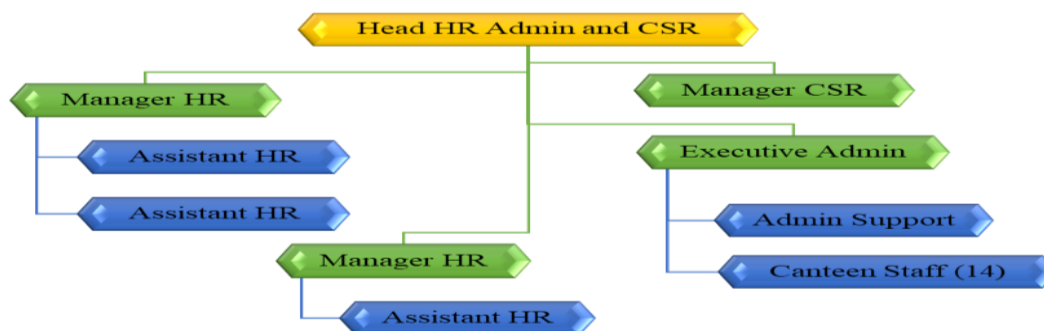 Head HR Admin and CSR
Manager HR
Manager CSR
Assistant HR
Executive Admin
Assistant HR
Admin Support
Manager HR
Canteen Staff (14)
Assistant HR